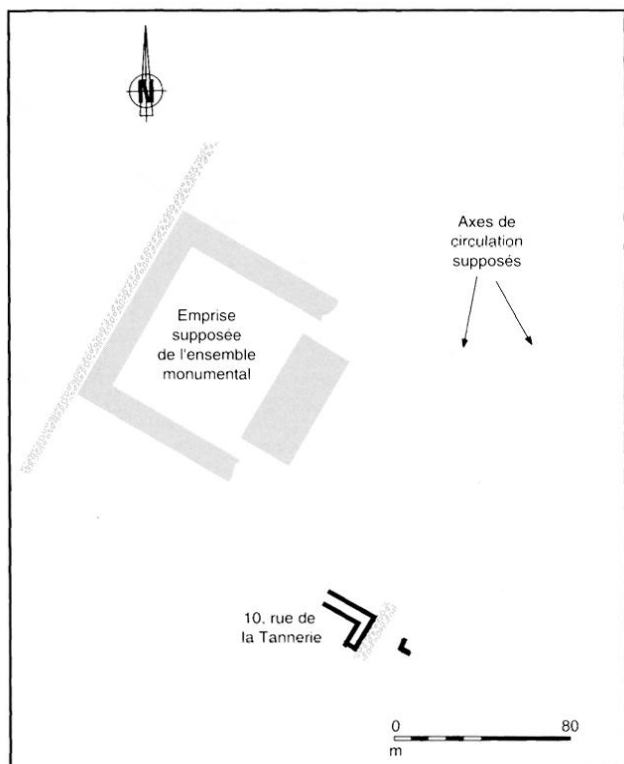 N
Axes de
circulation
supposés
Emprise
supposée
de l'ensemble
monumental
10, rue de
la Tannerie
0 80
m